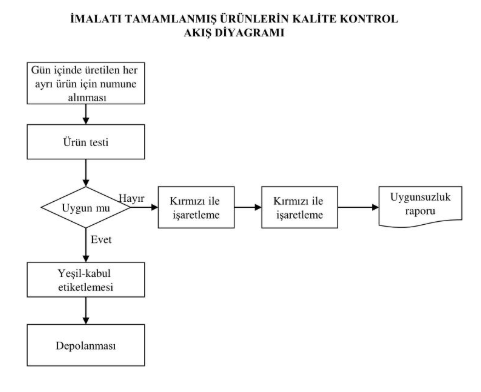 İMALATI TAMAMLANMIŞ ÜRÜNLERİN KALİTE KONTROL
AKIŞ DİYAGRAMI
Gün içinde üretilen her
ayrı ürün için numune
alınması
Ürün testi
Uygun mu
Hayır
Kırmızı ile
işaretleme
Kırmızı ile
işaretleme
Uygunsuzluk
raporu
Evet
Yeşil-kabul
etiketlemesi
Depolanması